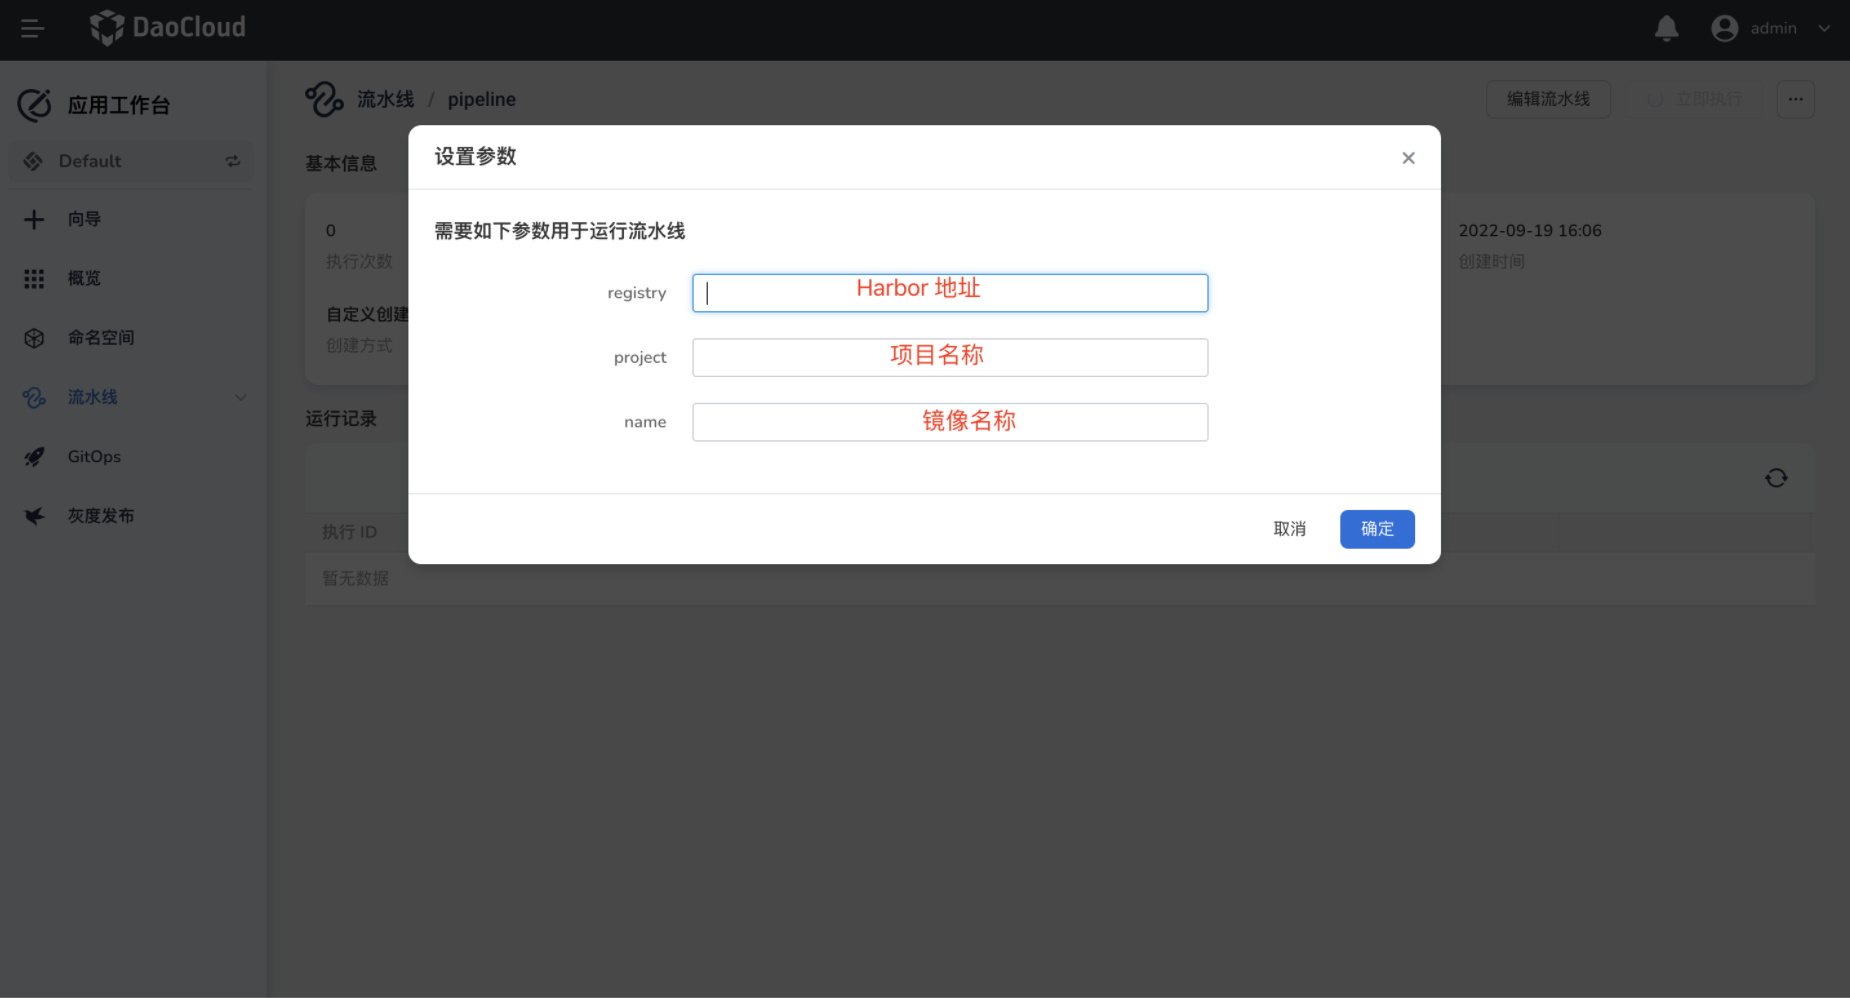 DaoCloud
admin
应用工作台
Default
向导
概览
命名空间
流水线
GitOps
灰度发布
流水线 / pipeline
编辑流水线
立即执行
基本信息
0
执行次数
自定义创建
创建方式
2022-09-19 16:06
创建时间
运行记录
执行 ID
暂无数据
设置参数
需要如下参数用于运行流水线
registry
Harbor 地址
project
项目名称
name
镜像名称
取消
确定